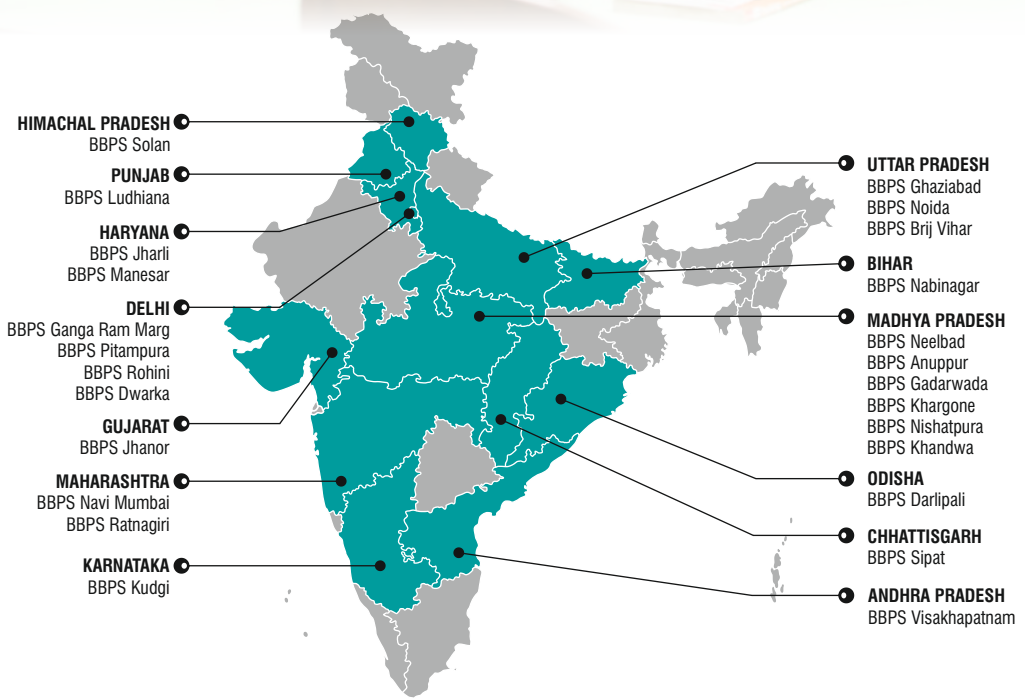 HIMACHAL PRADESH
BBPS Solan
PUNJAB
BBPS Ludhiana
HARYANA
BBPS Jharli
BBPS Manesar
DELHI
BBPS Ganga Ram Marg
BBPS Pitampura
BBPS Rohini
BBPS Dwarka
GUJARAT
BBPS Jhanor
MAHARASHTRA
BBPS Navi Mumbai
BBPS Ratnagiri
KARNATAKA
BBPS Kudgi
UTTAR PRADESH
BBPS Ghaziabad
BBPS Noida
BBPS Brij Vihar
BIHAR
BBPS Nabinagar
MADHYA PRADESH
BBPS Neelbad
BBPS Anuppur
BBPS Gadarwada
BBPS Khargone
BBPS Nishatpura
BBPS Khandwa
ODISHA
BBPS Darlipali
CHHATTISGARH
BBPS Sipat
ANDHRA PRADESH
BBPS Visakhapatnam